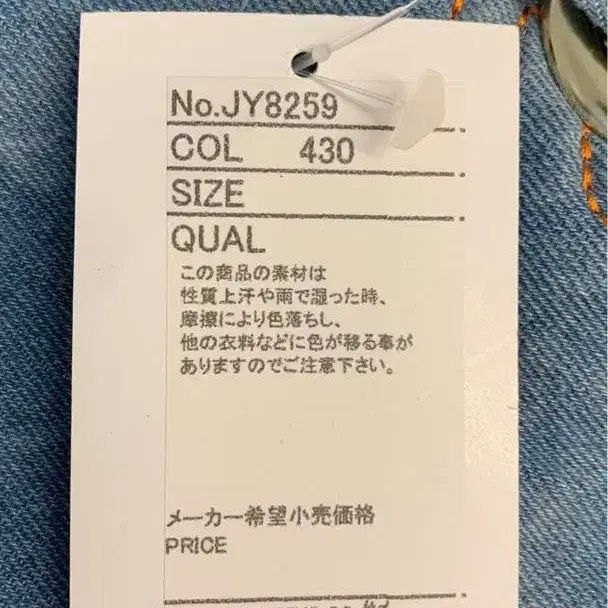 No.JY8259
COL 430
SIZE
QUAL
この商品の素材は
性質上汗や雨で湿った時、
摩擦により色落ちし、
他の衣料などに色が移る事が
ありますのでご注意下さい。
メーカー希望小売価格
PRICE